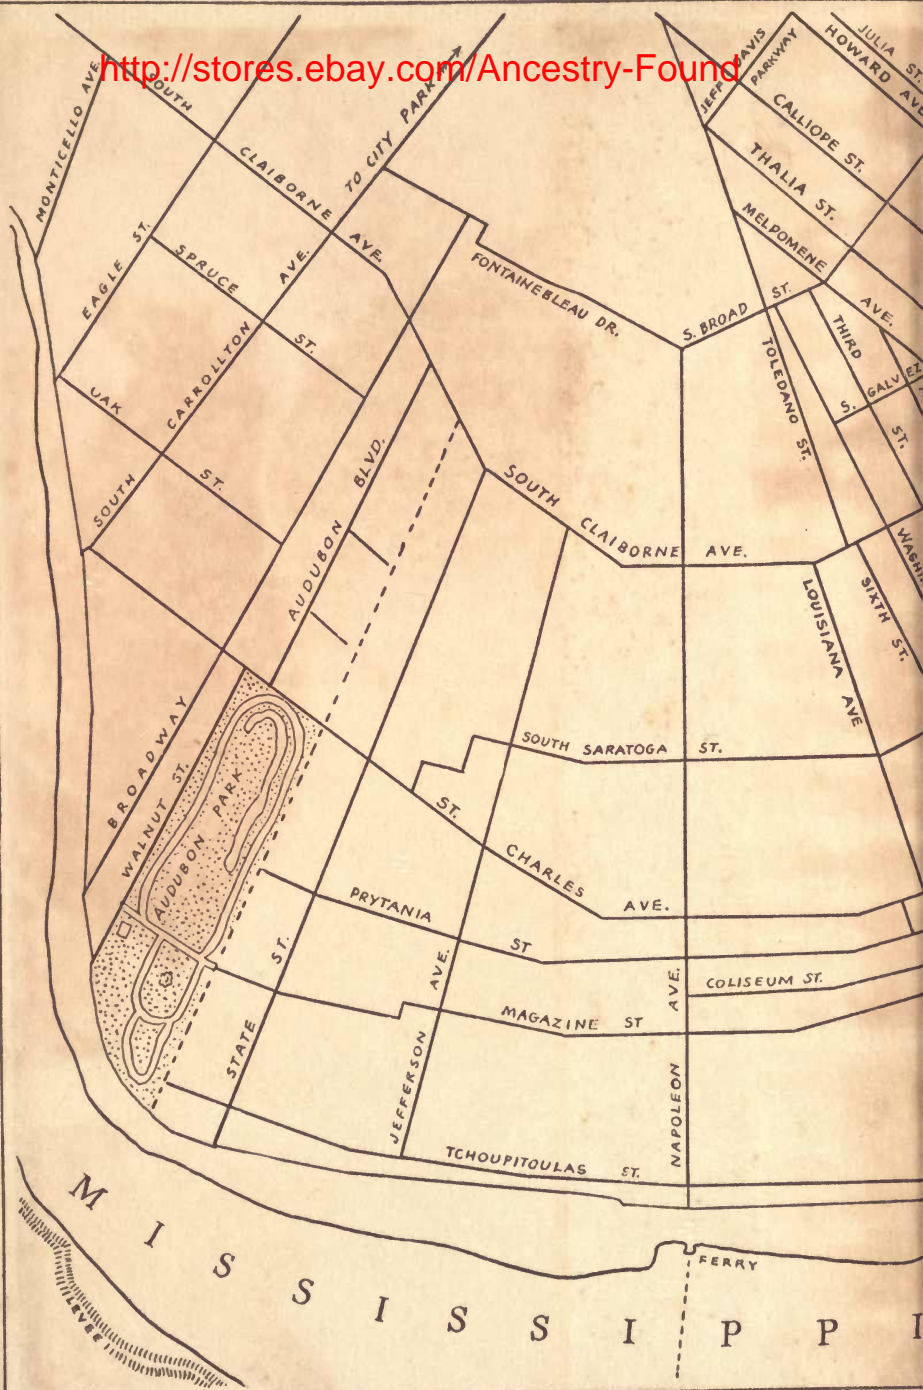 http://stores.ebay.com/Ancestry-Found
JULIA ST.
HOWARD AVE
JEFF DAVIS PARKWAY
CALLIOPE ST.
THALIA ST.
MELPOMENE AVE.
MONTICELLO AVE.
SOUTH CLAIBORNE AVE.
TO CITY PARK
EAGLE ST.
SPRUCE ST.
SOUTH CARROLLTON AVE.
FONTAINEBLEAU DR.
S. BROAD ST.
THIRD ST.
TOLEDANO ST.
S. GALVEZ
OAK ST.
AUDUBON BLVD.
SOUTH CLAIBORNE AVE.
WASHI
SIXTH ST.
LOUISIANA AVE
BROADWAY
WALNUT ST.
AUDUBON PARK
SOUTH SARATOGA ST.
ST. CHARLES AVE.
PRYTANIA ST
COLISEUM ST.
MAGAZINE ST
STATE ST.
JEFFERSON AVE.
NAPOLEON AVE.
TCHOUPITOULAS ST.
FERRY
MISSISSIPPI
LEVEE